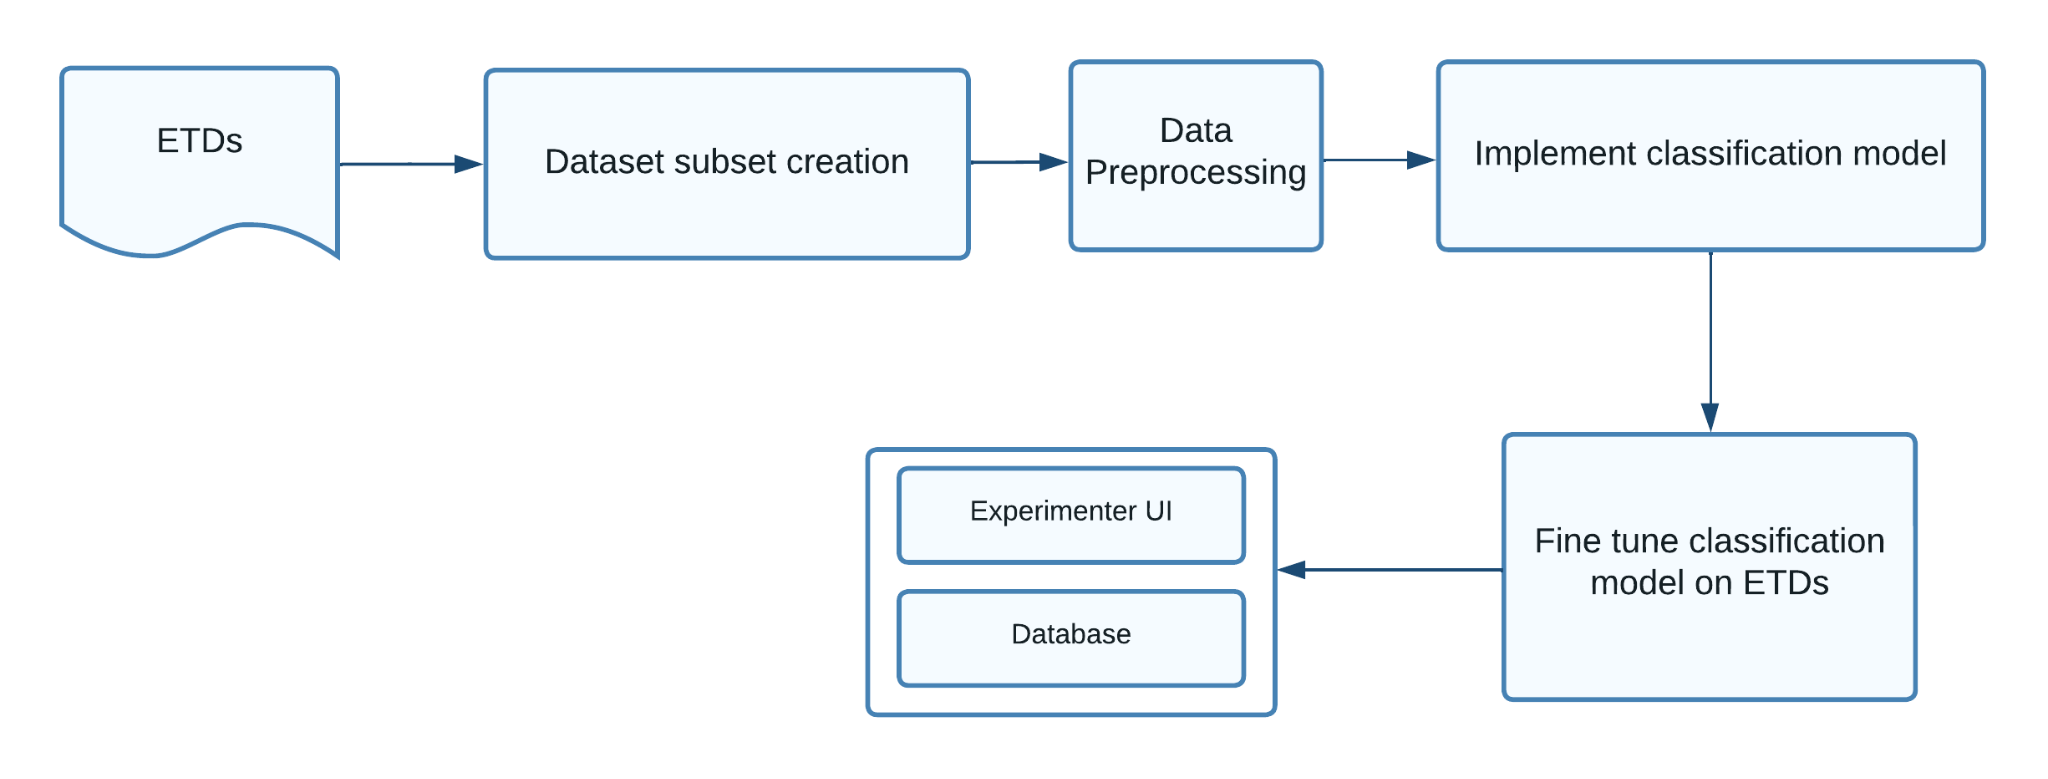 ETDs
Dataset subset creation
Data
Preprocessing
Implement classification model
Fine tune classification
model on ETDs
Experimenter UI
Database